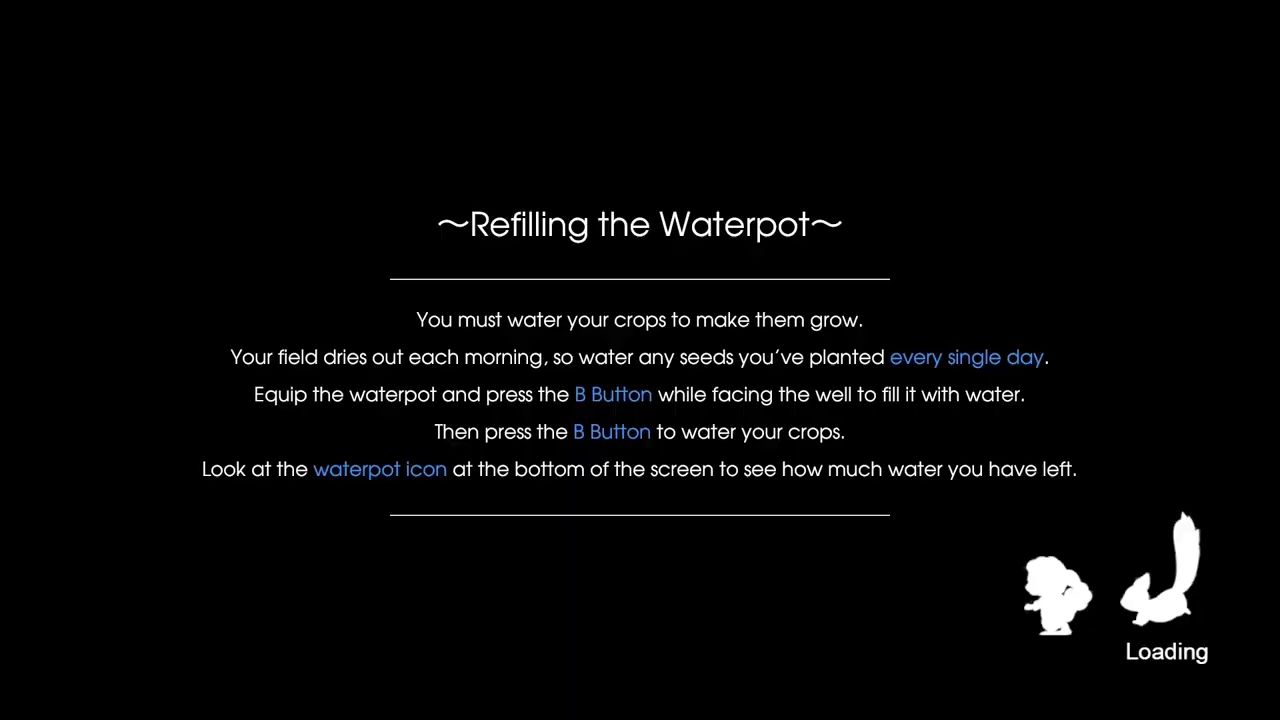 ～Refilling the Waterpot～
You must water your crops to make them grow.
Your field dries out each morning, so water any seeds you've planted every single day.
Equip the waterpot and press the B Button while facing the well to fill it with water.
Then press the B Button to water your crops.
Look at the waterpot icon at the bottom of the screen to see how much water you have left.
Loading